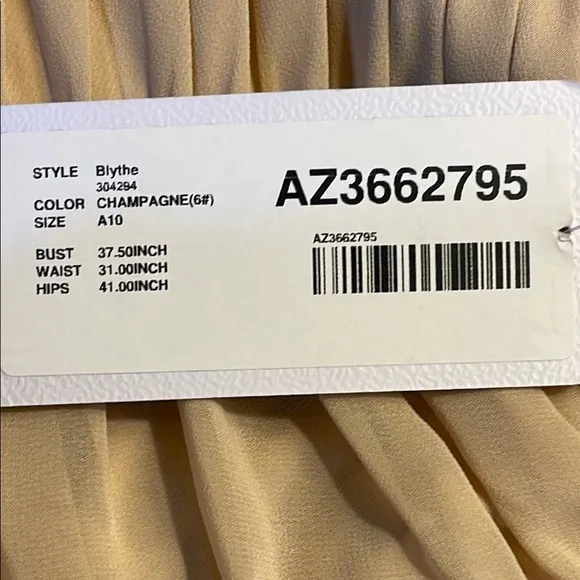 STYLE Blythe
304294
COLOR CHAMPAGNE(6#)
SIZE A10
BUST 37.50INCH
WAIST 31.00INCH
HIPS 41.00INCH
AZ3662795
AZ3662795